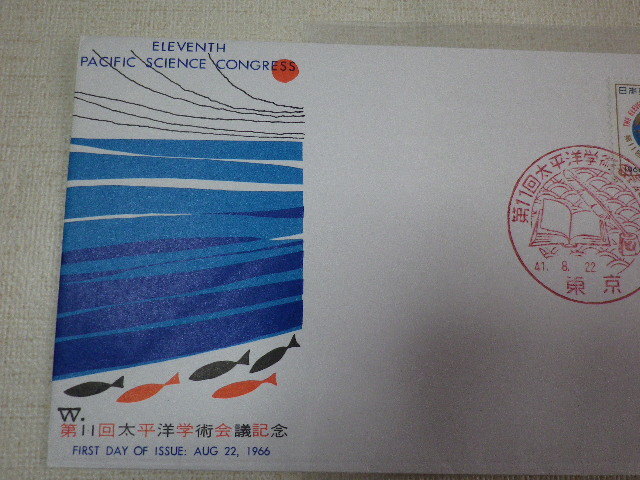 ELEVENTH
PACIFIC SCIENCE CONGRESS
W.
第11回太平洋学術会議記念
FIRST DAY OF ISSUE: AUG 22, 1966
日本
第11回太平洋学術
41. 8. 22
東京